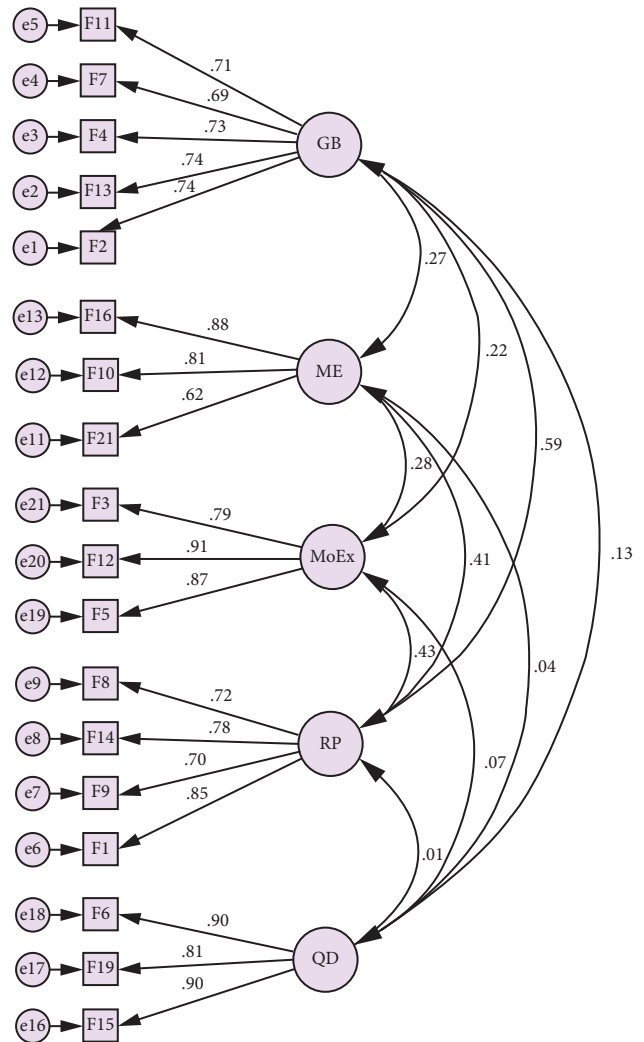 e5 F11
.71
e4 F7
.69
e3 F4
.73
GB
e2 F13
.74
e1 F2
.74
.27
e13 F16
.88
.22
e12 F10
.81
ME
e11 F21
.62
.59
.28
e21 F3
.79
e20 F12
.91
MoEx
.41
.13
e19 F5
.87
.43
.04
e9 F8
.72
e8 F14
.78
RP
e7 F9
.70
.07
e6 F1
.85
.01
e18 F6
.90
e17 F19
.81
QD
e16 F15
.90